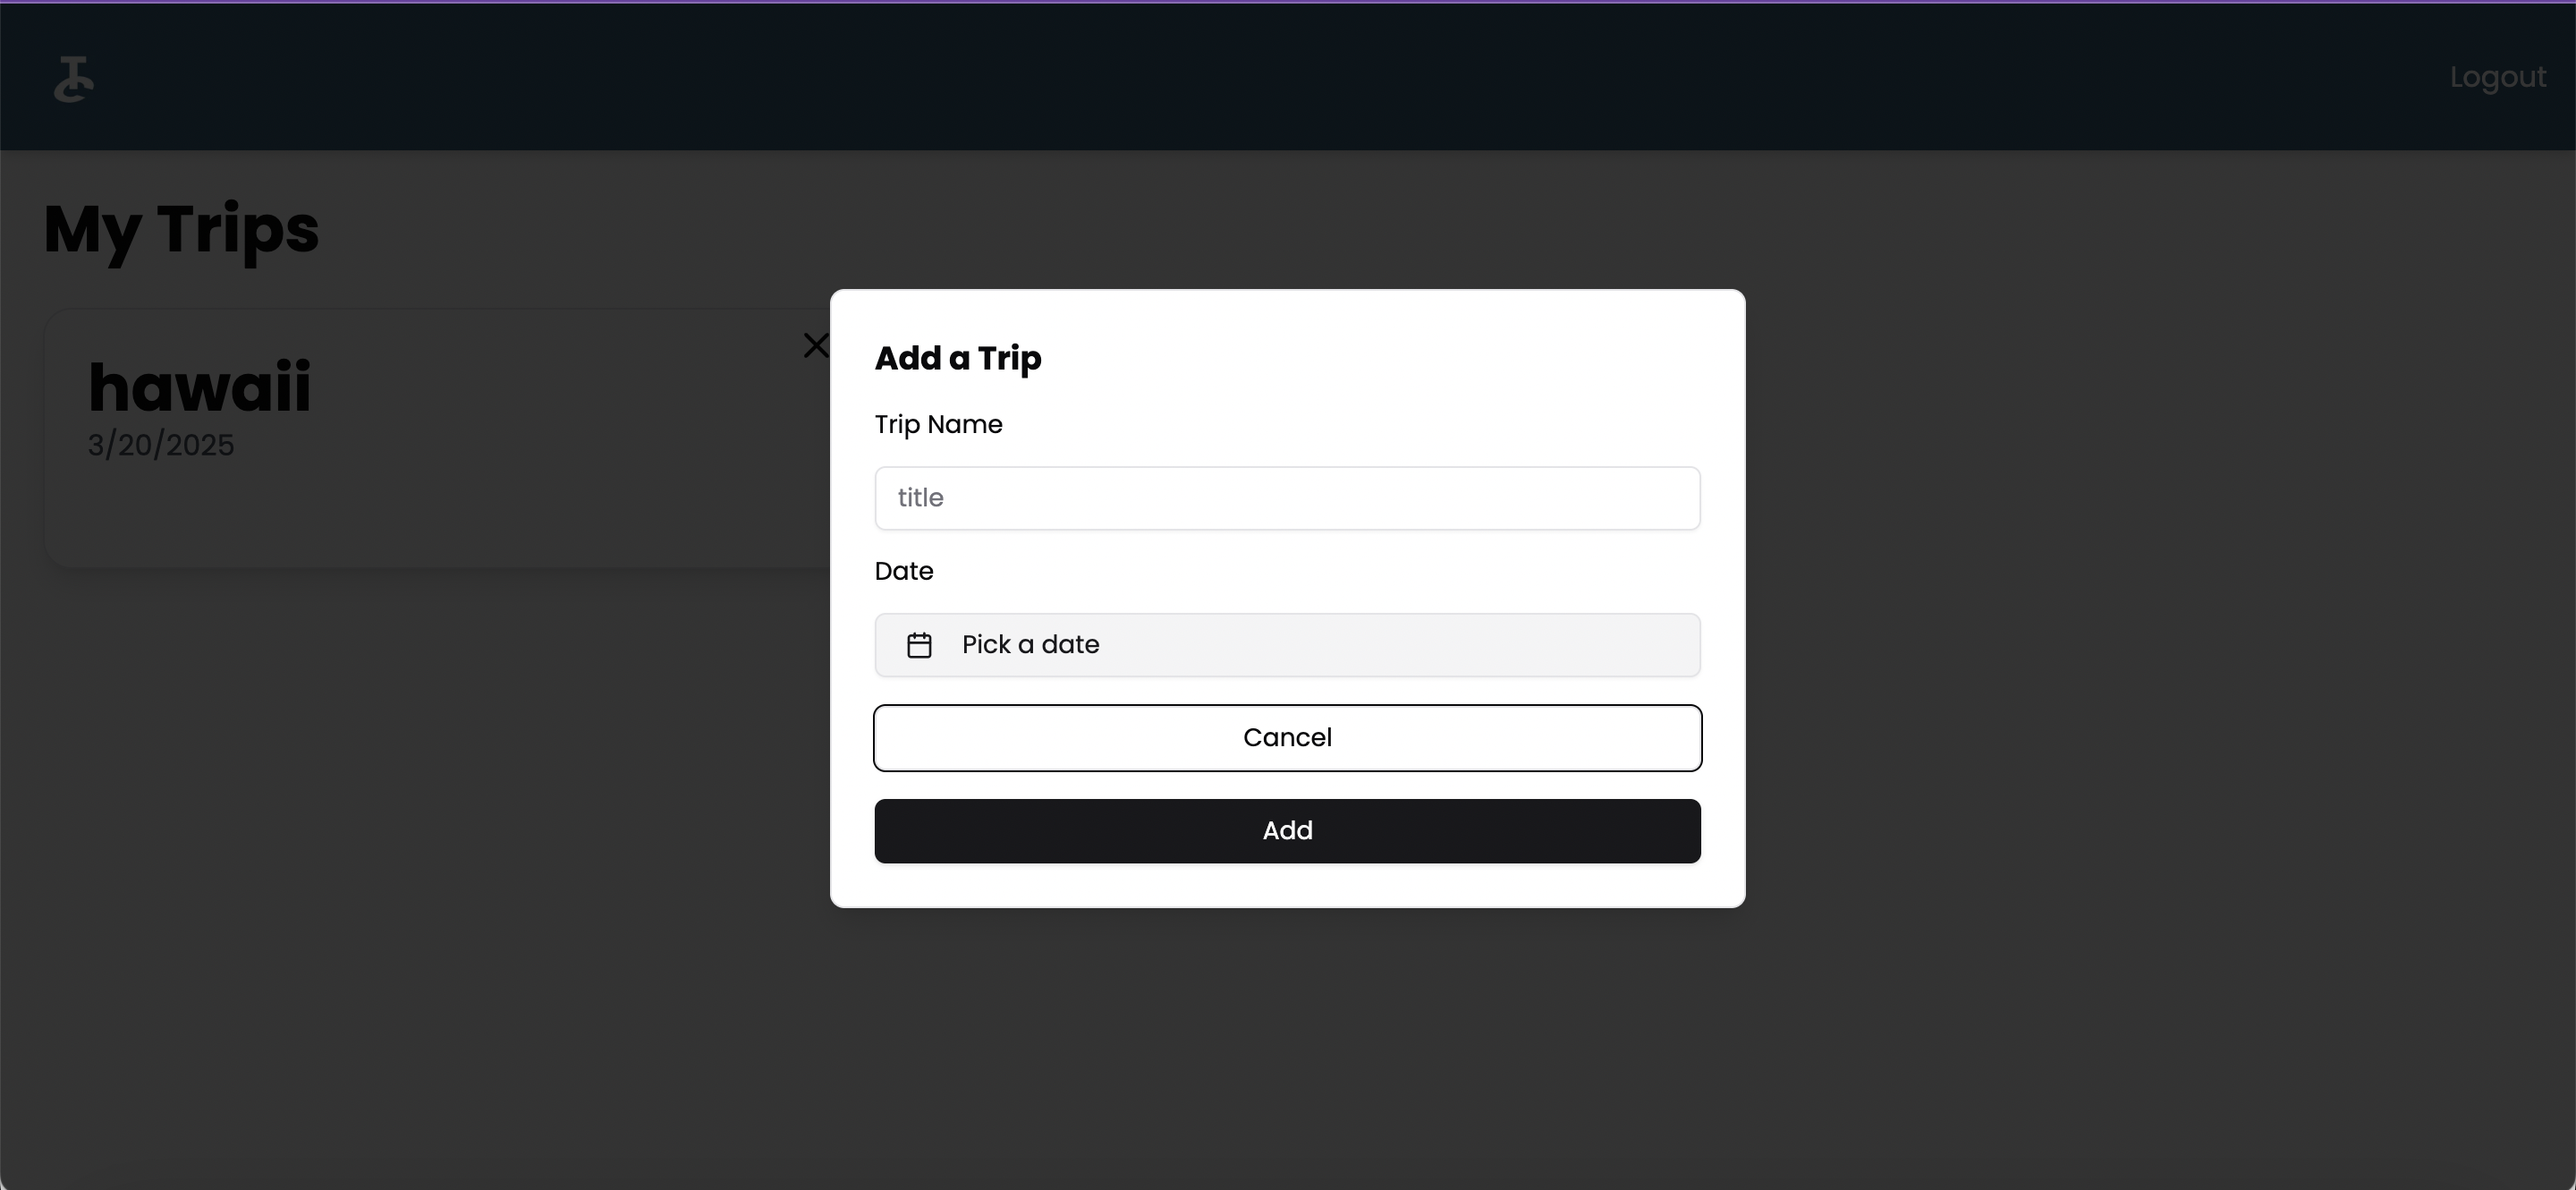 Logout
My Trips
hawaii
3/20/2025
Add a Trip
Trip Name
title
Date
Pick a date
Cancel
Add